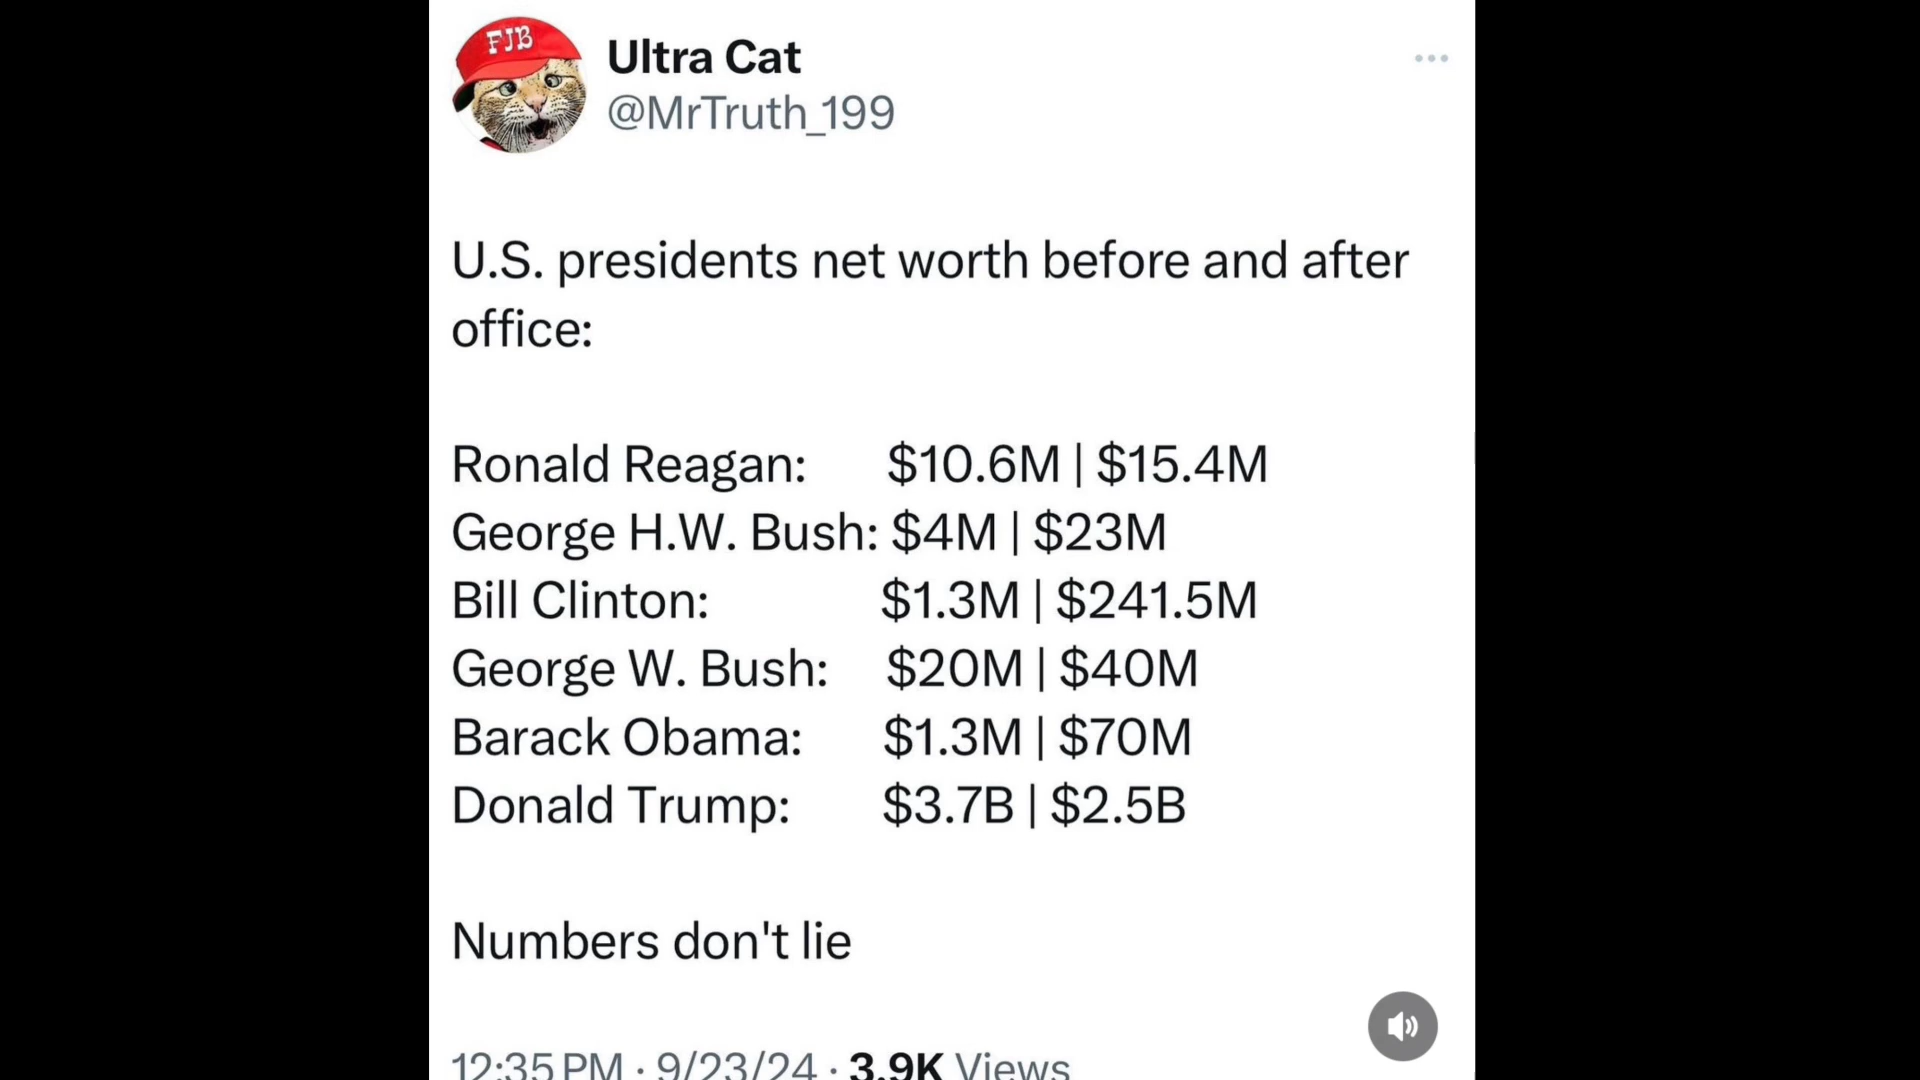 FJB
Ultra Cat
@MrTruth_199
U.S. presidents net worth before and after
office:
Ronald Reagan: $10.6M | $15.4M
George H.W. Bush: $4M | $23M
Bill Clinton: $1.3M | $241.5M
George W. Bush: $20M | $40M
Barack Obama: $1.3M | $70M
Donald Trump: $3.7B | $2.5B
Numbers don't lie
12:35 PM · 9/23/24 · 3.9K Views